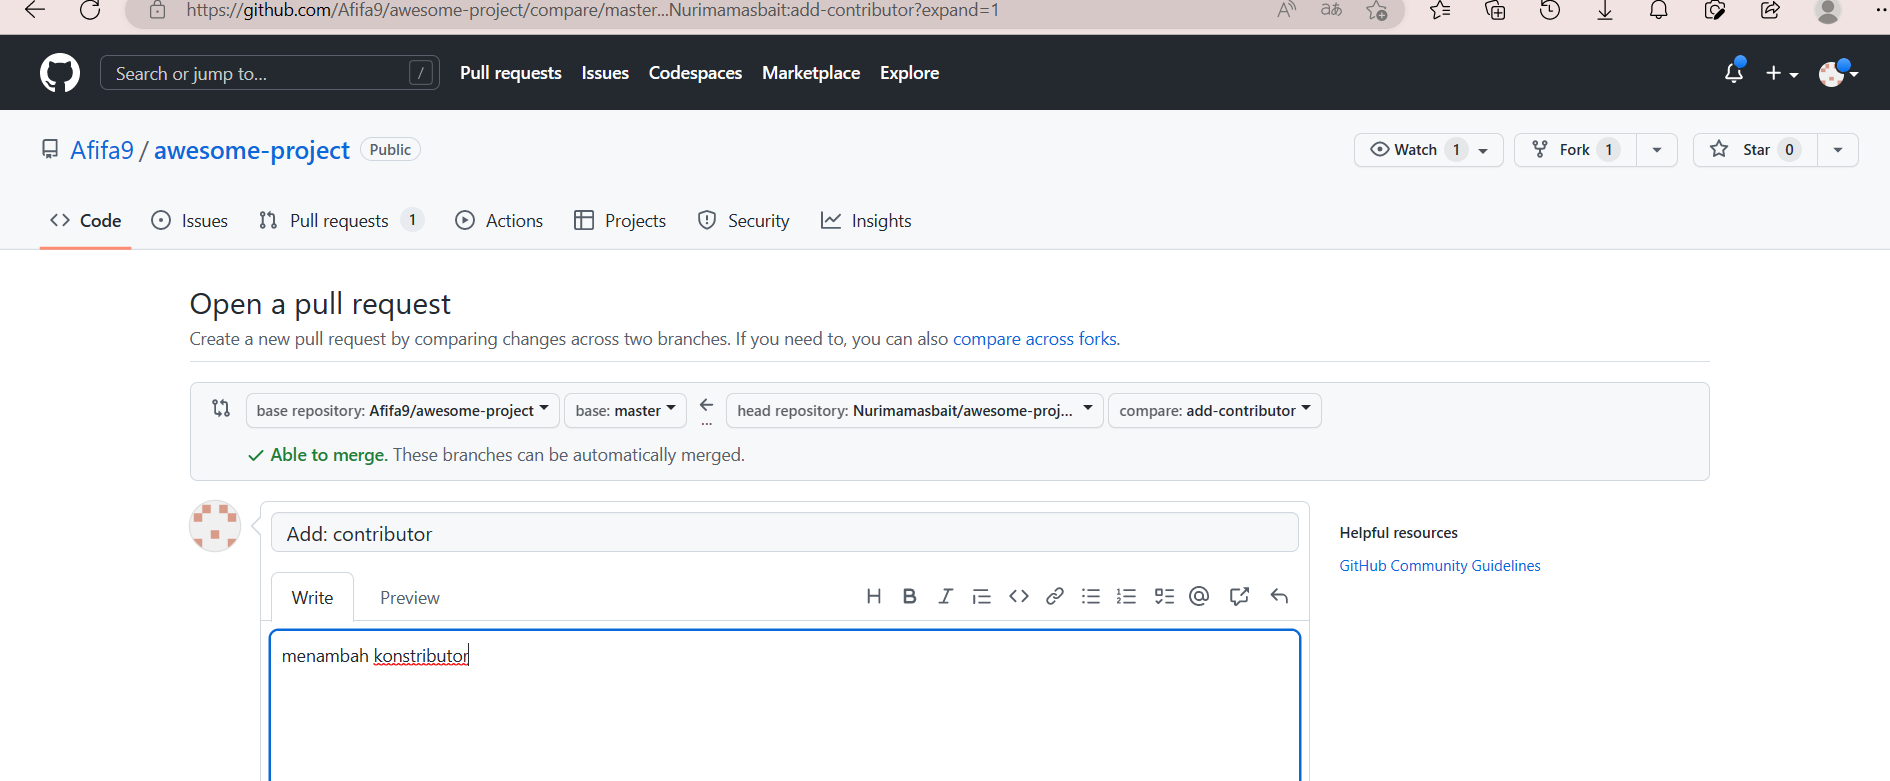 https://github.com/Afifa9/awesome-project/compare/master...Nurimamasbait:add-contributor?expand=1
Search or jump to... / Pull requests Issues Codespaces Marketplace Explore
Afifa9 / awesome-project Public Watch 1 Fork 1 Star 0
Code Issues Pull requests 1 Actions Projects Security Insights
Open a pull request
Create a new pull request by comparing changes across two branches. If you need to, you can also compare across forks.
base repository: Afifa9/awesome-project base: master ... head repository: Nurimamasbait/awesome-proj... compare: add-contributor
Able to merge. These branches can be automatically merged.
Add: contributor
Helpful resources
GitHub Community Guidelines
Write Preview
menambah konstributor